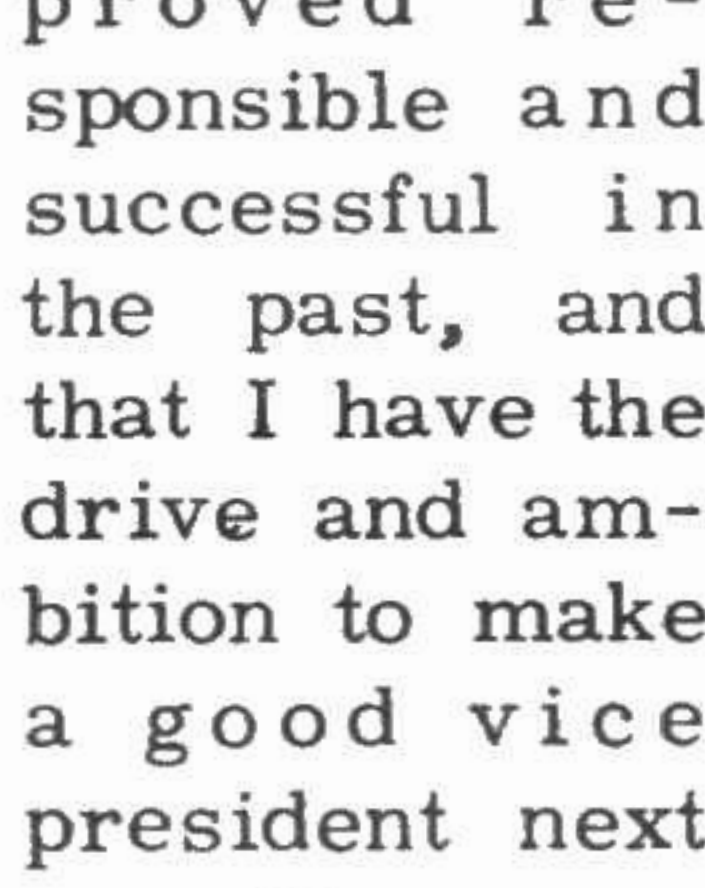 proved re-
sponsible and
successful in
the past, and
that I have the
drive and am-
bition to make
a good vice
president next